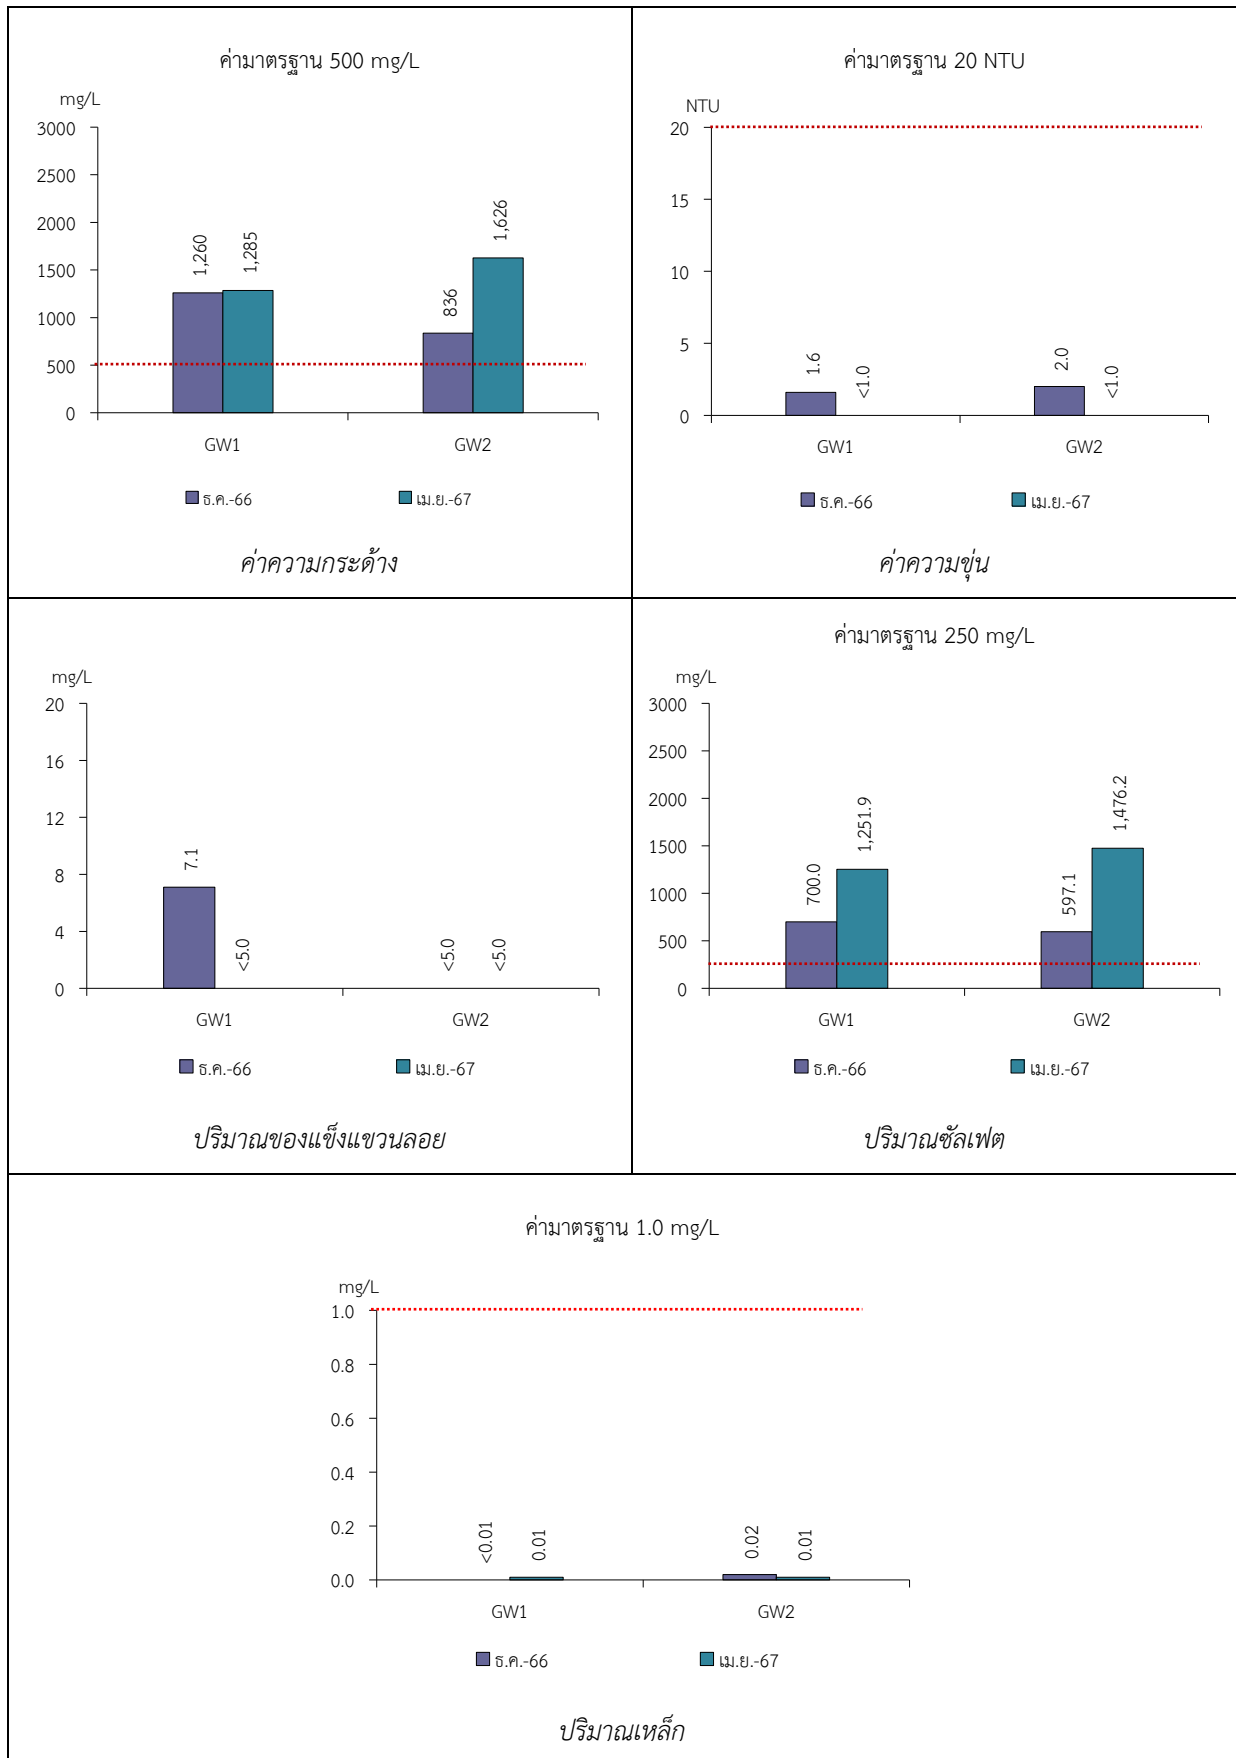 ค่ามาตรฐาน 500 mg/L
mg/L
3000
2500
2000
1500
1000
500
0
1,260
1,285
836
1,626
GW1
GW2
ธ.ค.-66
เม.ย.-67
ค่าความกระด้าง
ค่ามาตรฐาน 20 NTU
NTU
20
15
10
5
0
1.6
<1.0
2.0
<1.0
GW1
GW2
ธ.ค.-66
เม.ย.-67
ค่าความขุ่น
mg/L
20
16
12
8
4
0
7.1
<5.0
<5.0
<5.0
GW1
GW2
ธ.ค.-66
เม.ย.-67
ปริมาณของแข็งแขวนลอย
ค่ามาตรฐาน 250 mg/L
mg/L
3000
2500
2000
1500
1000
500
0
700.0
1,251.9
597.1
1,476.2
GW1
GW2
ธ.ค.-66
เม.ย.-67
ปริมาณซัลเฟต
ค่ามาตรฐาน 1.0 mg/L
mg/L
1.0
0.8
0.6
0.4
0.2
0.0
<0.01
0.01
0.02
0.01
GW1
GW2
ธ.ค.-66
เม.ย.-67
ปริมาณเหล็ก